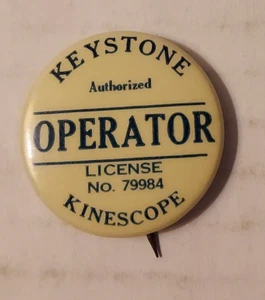 KEYSTONE
Authorized
OPERATOR
LICENSE
NO. 79984
KINESCOPE